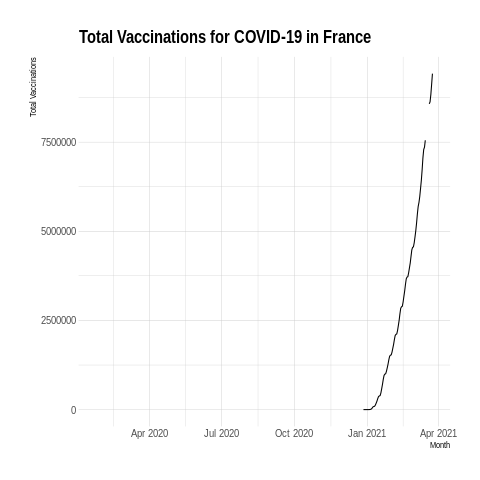 Total Vaccinations for COVID-19 in France
Total Vaccinations
7500000
5000000
2500000
0
Apr 2020 Jul 2020 Oct 2020 Jan 2021 Apr 2021
Month